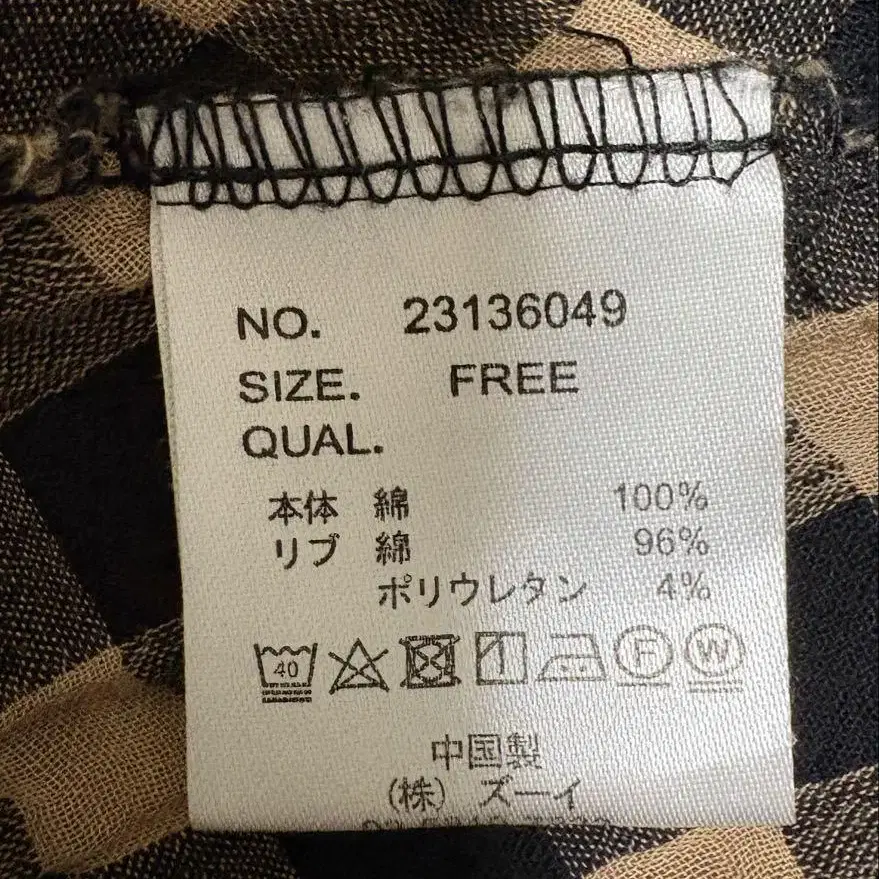 NO. 23136049
SIZE. FREE
QUAL.
本体 綿 100%
リブ 綿 96%
ポリウレタン 4%
40 F W
中国製
(株) ズーイ